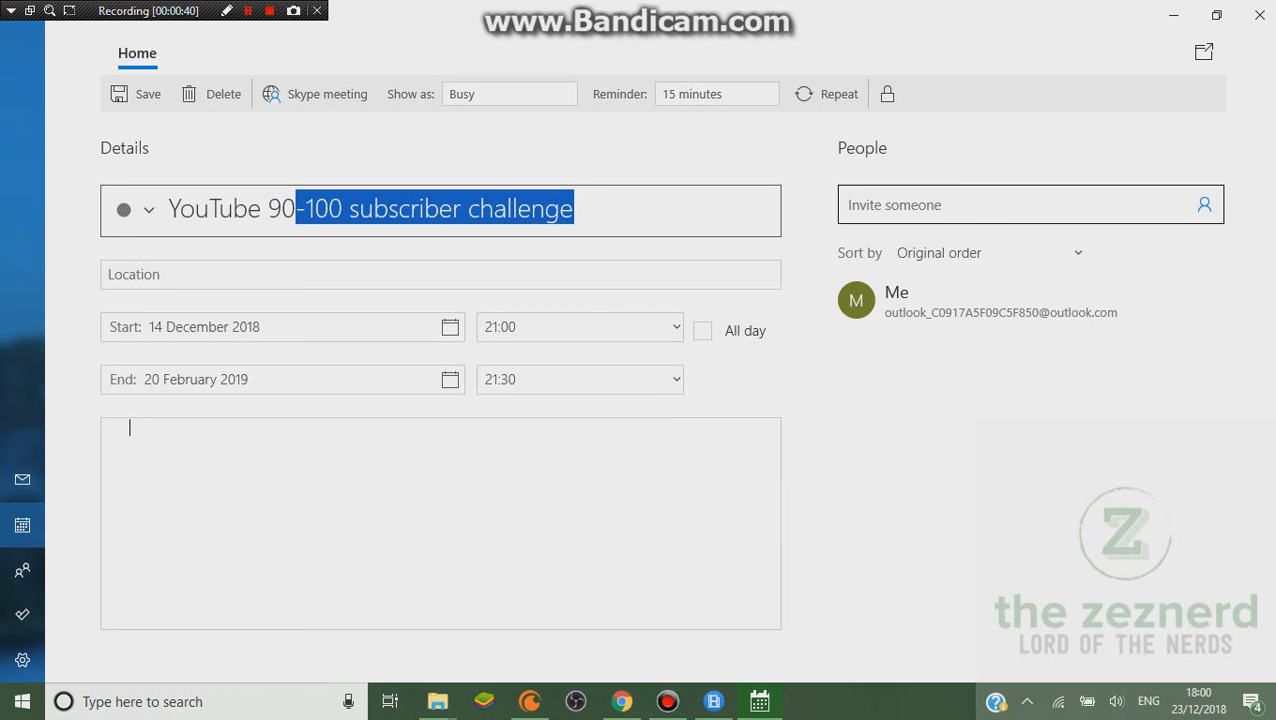 Recording [00:00:40]
www.Bandicam.com
Home
Save Delete Skype meeting Show as: Busy Reminder: 15 minutes Repeat
Details
People
YouTube 90-100 subscriber challenge
Invite someone
Sort by Original order
Location
M Me
outlook_C0917A5F09C5F850@outlook.com
Start: 14 December 2018 21:00 All day
End: 20 February 2019 21:30
Z
the zeznerd
LORD OF THE NERDS
Type here to search
ENG
18:00
23/12/2018
4